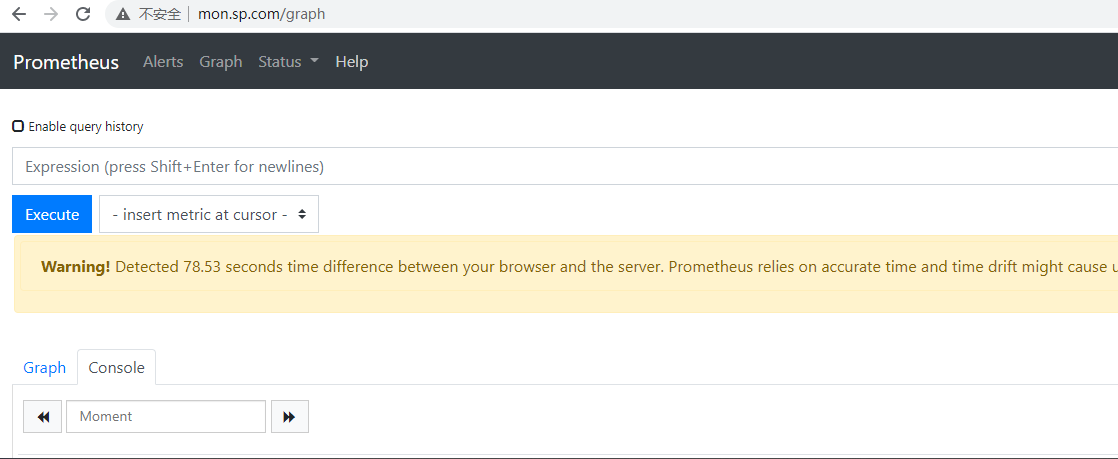 不安全 mon.sp.com/graph
Prometheus Alerts Graph Status Help
Enable query history
Expression (press Shift+Enter for newlines)
Execute - insert metric at cursor -
Warning! Detected 78.53 seconds time difference between your browser and the server. Prometheus relies on accurate time and time drift might cause
Graph Console
Moment